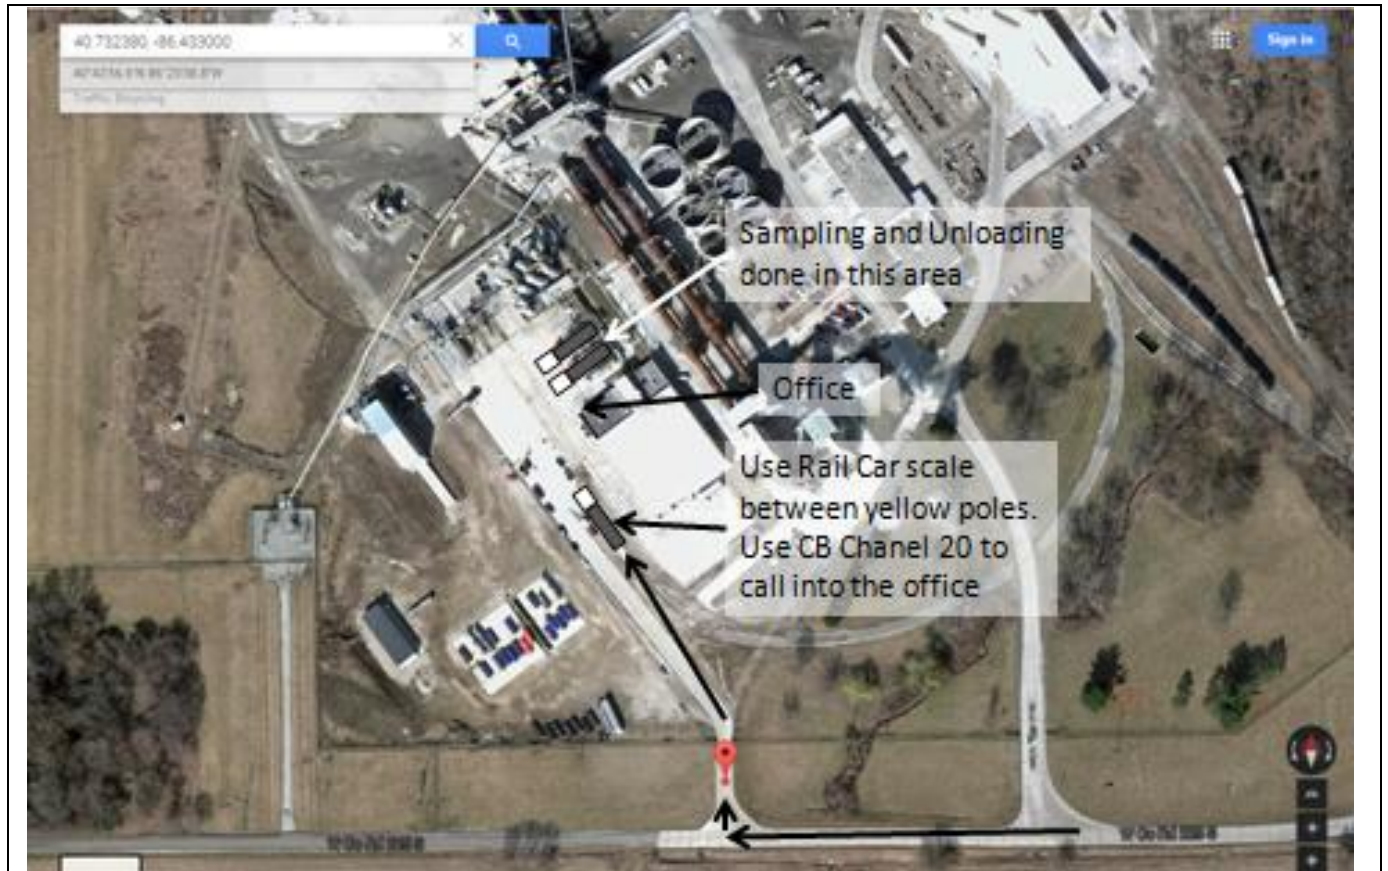 40.732380, -86.433000
Sign in
Sampling and Unloading
done in this area
Office
Use Rail Car scale
between yellow poles.
Use CB Chanel 20 to
call into the office